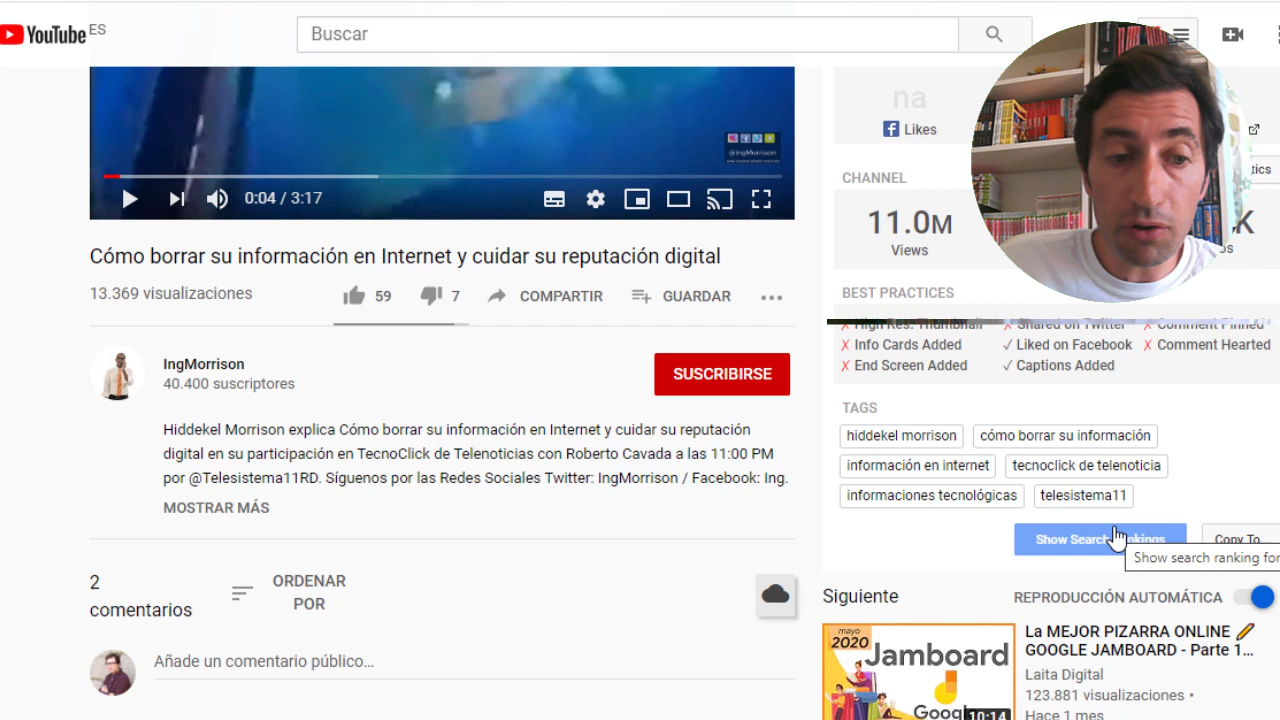 YouTube ES
Buscar
na
Likes
@IngMorrison
0:04 / 3:17
CHANNEL
11.0M
Views
K
tics
Cómo borrar su información en Internet y cuidar su reputación digital
13.369 visualizaciones
59
7
COMPARTIR
GUARDAR
BEST PRACTICES
✗ High Res. Thumbnail
✗ Shared on Twitter
✗ Comment Pinned
✗ Info Cards Added
✓ Liked on Facebook
✗ Comment Hearted
✗ End Screen Added
✓ Captions Added
IngMorrison
40.400 suscriptores
SUSCRIBIRSE
Hiddekel Morrison explica Cómo borrar su información en Internet y cuidar su reputación
digital en su participación en TecnoClick de Telenoticias con Roberto Cavada a las 11:00 PM
por @Telesistema11RD. Síguenos por las Redes Sociales Twitter: IngMorrison / Facebook: Ing.
MOSTRAR MÁS
TAGS
hiddekel morrison
cómo borrar su información
información en internet
tecnoclick de telenoticia
informaciones tecnológicas
telesistema11
Show Search Rankings
Copy To
Show search ranking for
2
comentarios
ORDENAR
POR
Añade un comentario público...
Siguiente
REPRODUCCIÓN AUTOMÁTICA
mayo
2020
Jamboard
Goog
10:14
La MEJOR PIZARRA ONLINE
GOOGLE JAMBOARD - Parte 1...
Laita Digital
123.881 visualizaciones •
Hace 1 mes